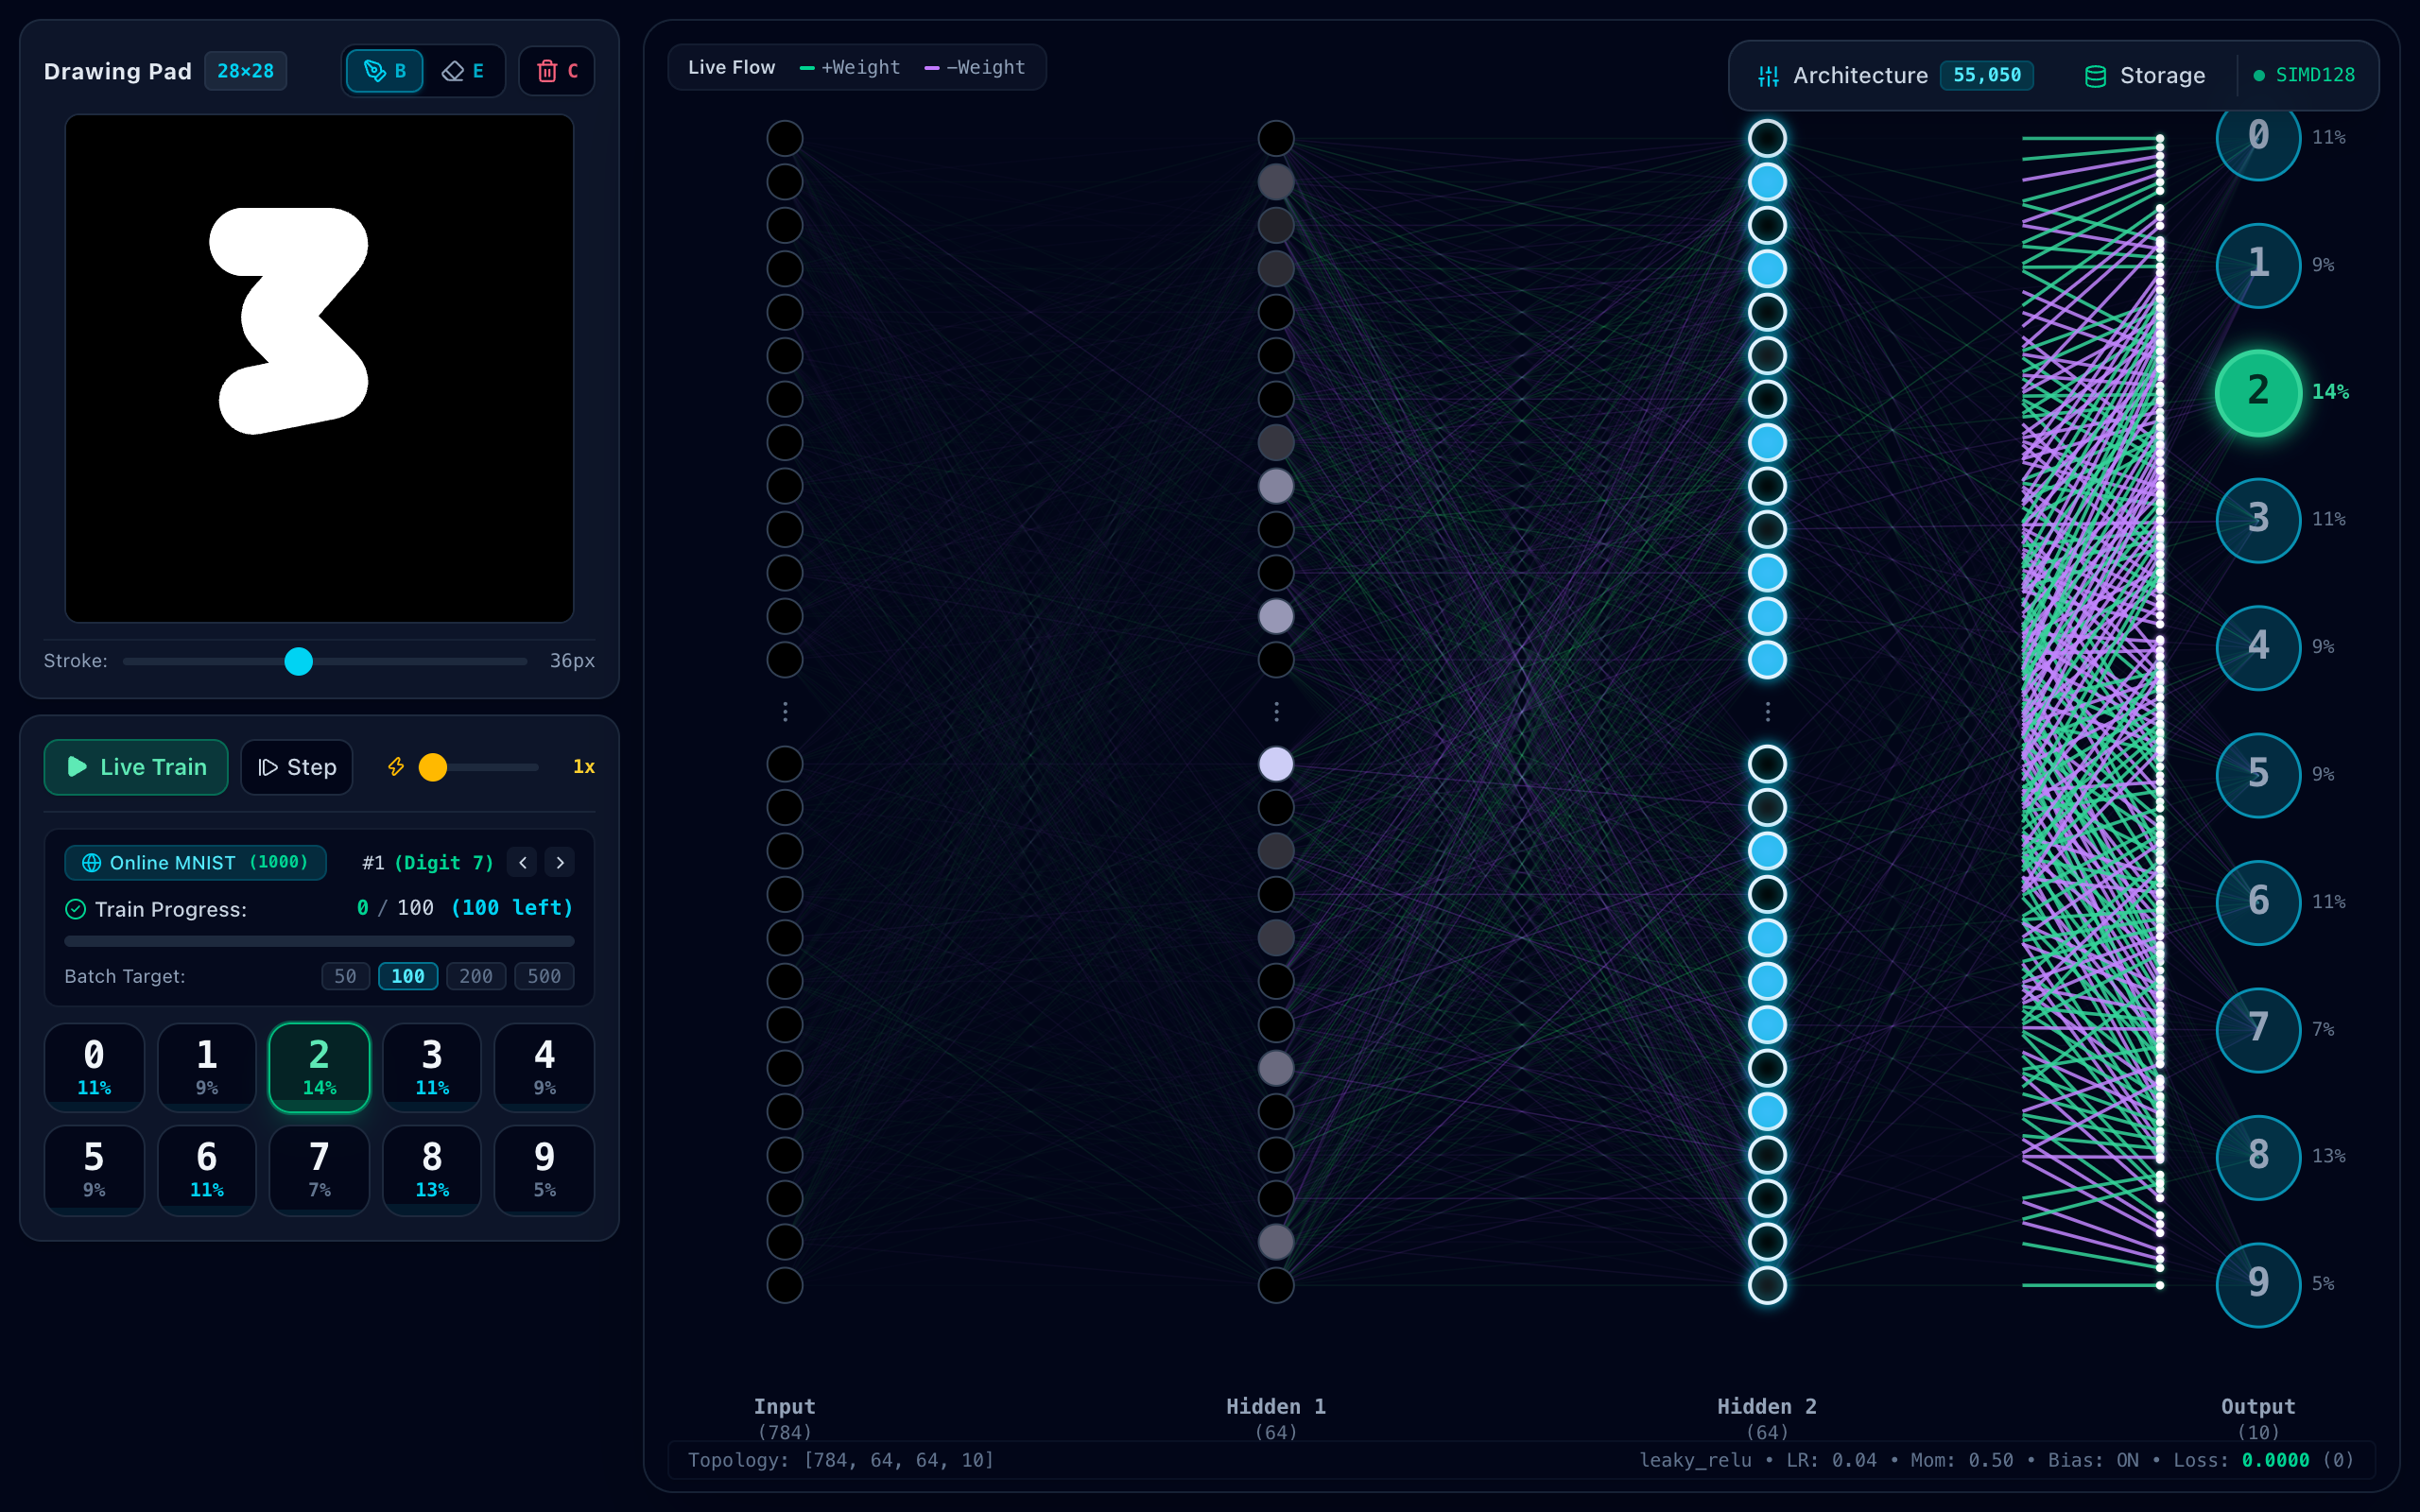 Drawing Pad 28×28 B E C
3
Stroke: 36px
Live Train Step 1x
Online MNIST (1000) #1 (Digit 7)
Train Progress: 0 / 100 (100 left)
Batch Target: 50 100 200 500
0 1 2 3 4
11% 9% 14% 11% 9%
5 6 7 8 9
9% 11% 7% 13% 5%
Live Flow +Weight −Weight
Architecture 55,050 Storage SIMD128
0 11%
1 9%
2 14%
3 11%
4 9%
5 9%
6 11%
7 7%
8 13%
9 5%
Input Hidden 1 Hidden 2 Output
(784) (64) (64) (10)
Topology: [784, 64, 64, 10]
leaky_relu • LR: 0.04 • Mom: 0.50 • Bias: ON • Loss: 0.0000 (0)